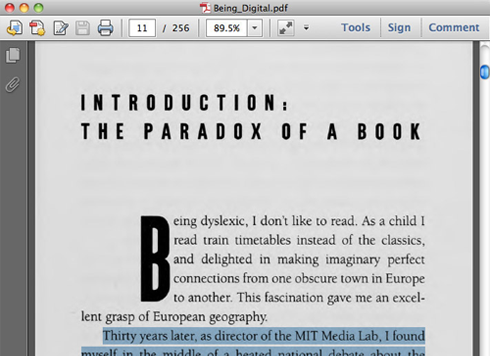 Being_Digital.pdf
11 / 256 89.5% Tools Sign Comment
INTRODUCTION:
THE PARADOX OF A BOOK
Being dyslexic, I don't like to read. As a child I
read train timetables instead of the classics,
and delighted in making imaginary perfect
connections from one obscure town in Europe
to another. This fascination gave me an excel-
lent grasp of European geography.
Thirty years later, as director of the MIT Media Lab, I found
myself in the middle of a heated national debate about the